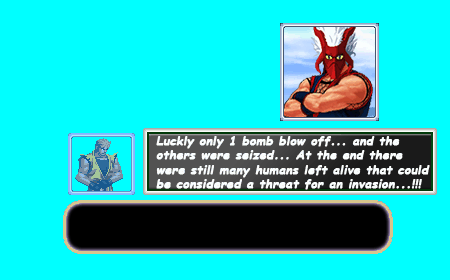 Luckly only 1 bomb blow off... and the
others were seized... At the end there
were still many humans left alive that could
be considered a threat for an invasion...!!!